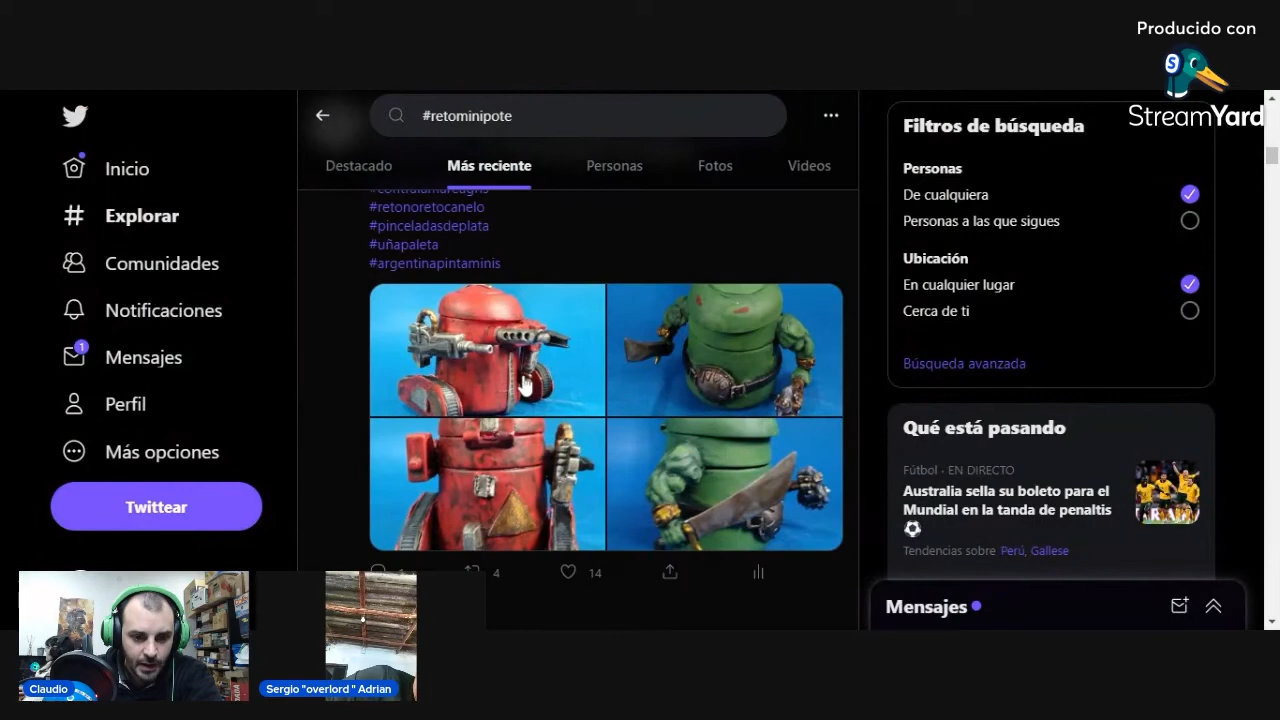 Producido con
StreamYard
#retominipote
Destacado
Más reciente
Personas
Fotos
Videos
Inicio
Explorar
Comunidades
Notificaciones
1
Mensajes
Perfil
Más opciones
Twittear
#retonoretocanelo
#pinceladasdeplata
#uñapaleta
#argentinapintaminis
4
14
Filtros de búsqueda
Personas
De cualquiera
Personas a las que sigues
Ubicación
En cualquier lugar
Cerca de ti
Búsqueda avanzada
Qué está pasando
Fútbol · EN DIRECTO
Australia sella su boleto para el
Mundial en la tanda de penaltis
Tendencias sobre Perú, Gallese
Mensajes
Claudio
Sergio "overlord " Adrian